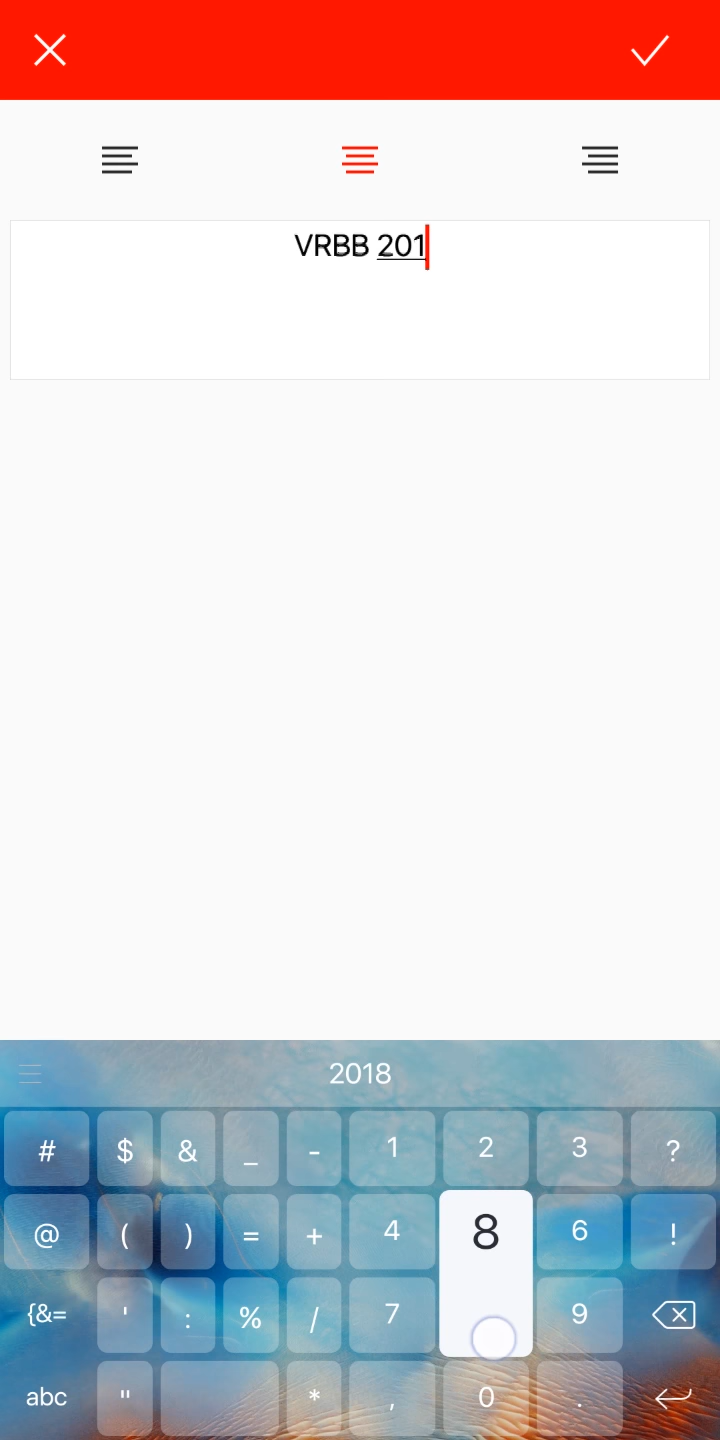 VRBB 201
2018
# $ & _ - 1 2 3 ?
@ ( ) = + 4 8 6 !
{&= ' : % / 7 9
abc " * , 0 .